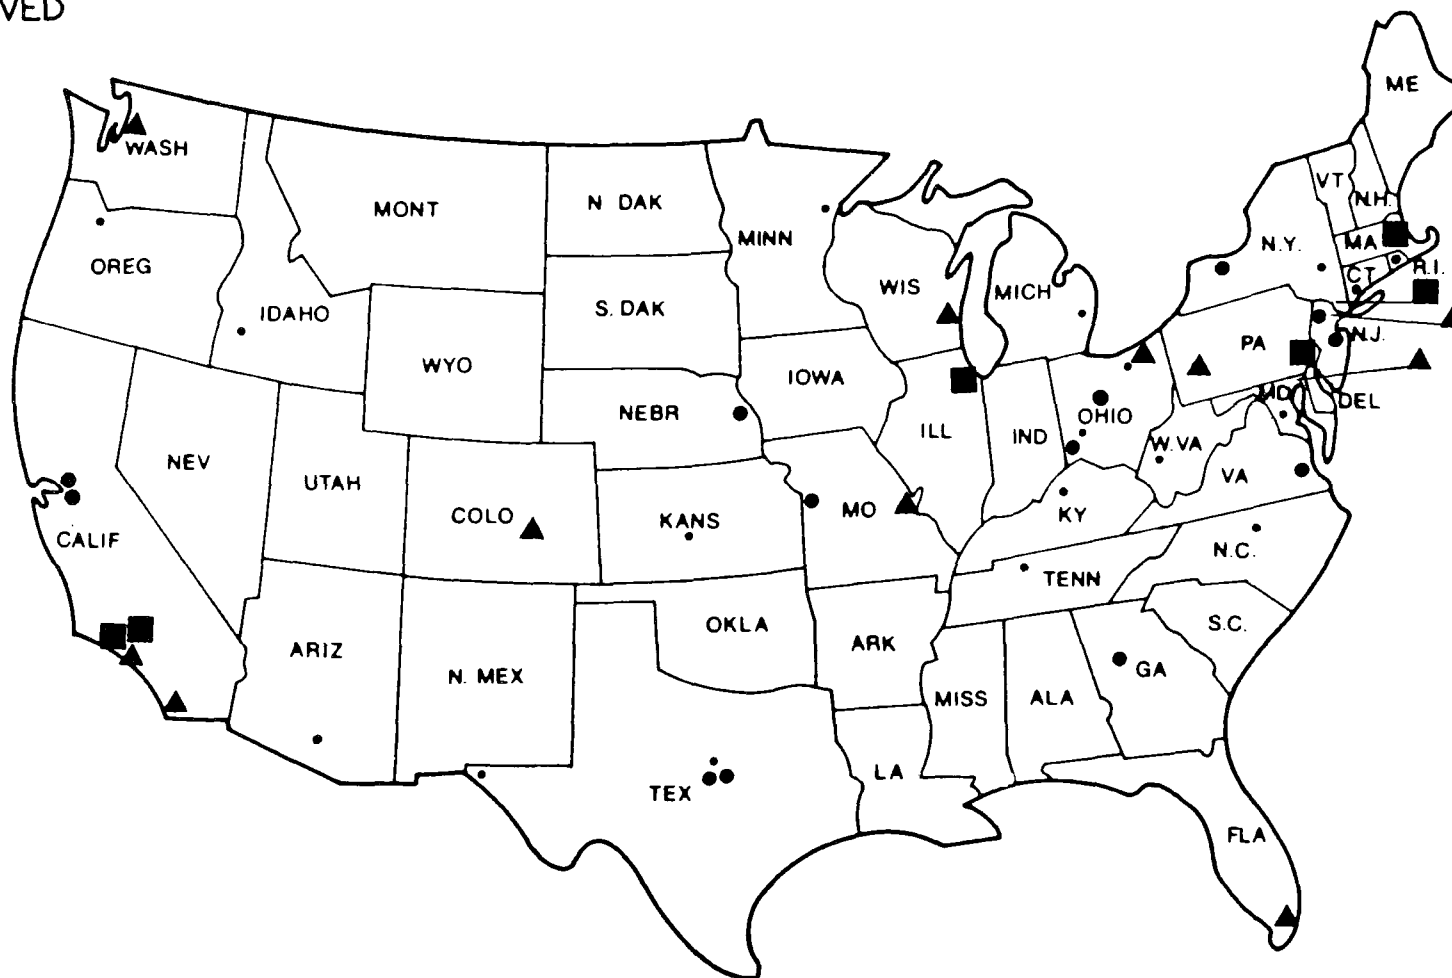 VED
ME
WASH
VT
N.H.
MONT
N DAK
MINN
N.Y.
MA
OREG
CT
R.I.
WIS
MICH
IDAHO
S. DAK
PA
N.J.
WYO
IOWA
MD
DEL
NEBR
OHIO
ILL
IND
W.VA
NEV
UTAH
VA
COLO
KANS
MO
KY
CALIF
N.C.
TENN
OKLA
S.C.
ARIZ
ARK
N. MEX
GA
MISS
ALA
LA
TEX
FLA